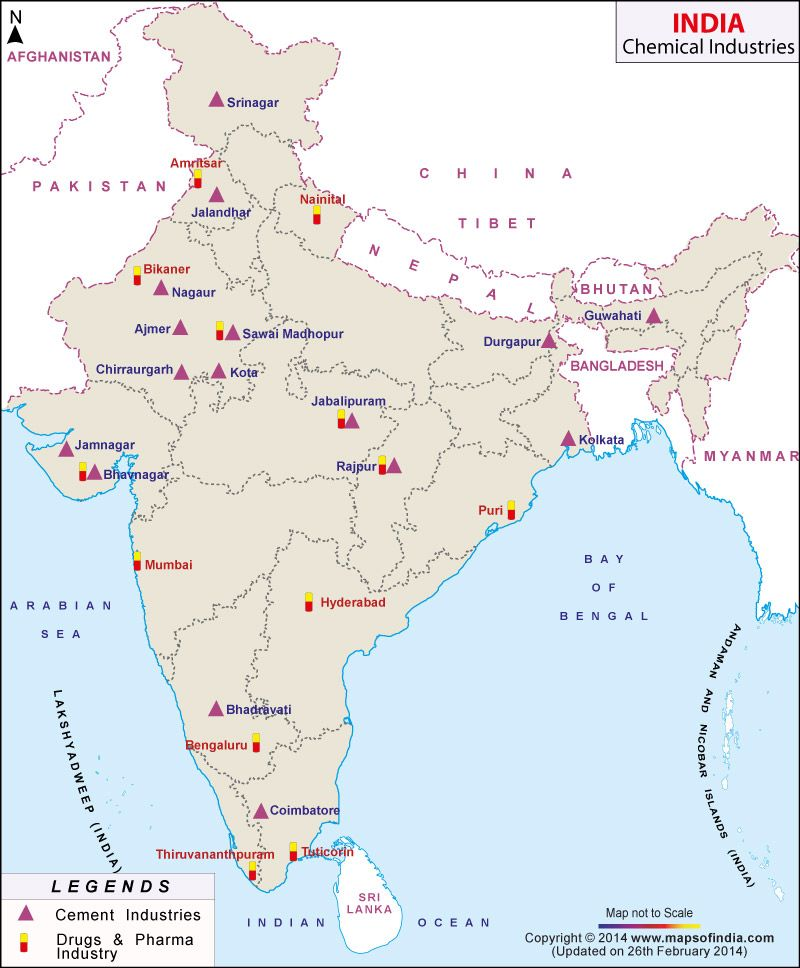 N
INDIA
Chemical Industries
AFGHANISTAN
Srinagar
Amritsar
PAKISTAN
CHINA
Jalandhar
Nainital
TIBET
NEPAL
Bikaner
Nagaur
BHUTAN
Guwahati
Ajmer
Sawai Madhopur
Durgapur
Chirraurgarh
Kota
BANGLADESH
Jabalipuram
Kolkata
Jamnagar
MYANMAR
Rajpur
Bhavnagar
Puri
Mumbai
BAY
OF
BENGAL
Hyderabad
ARABIAN
SEA
ANDAMAN AND NICOBAR ISLANDS (INDIA)
LAKSHYADWEEP (INDIA)
Bhadravati
Bengaluru
Coimbatore
Thiruvananthpuram
Tuticorin
LEGENDS
Cement Industries
Drugs & Pharma
Industry
SRI
LANKA
INDIAN OCEAN
Map not to Scale
Copyright © 2014 www.mapsofindia.com
(Updated on 26th February 2014)